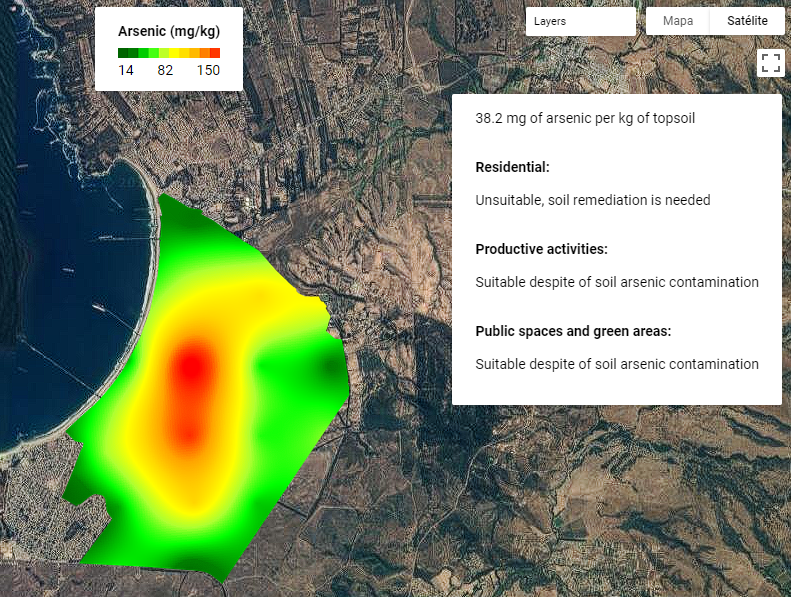 Arsenic (mg/kg)
14 82 150
Layers
Mapa Satélite
38.2 mg of arsenic per kg of topsoil
Residential:
Unsuitable, soil remediation is needed
Productive activities:
Suitable despite of soil arsenic contamination
Public spaces and green areas:
Suitable despite of soil arsenic contamination